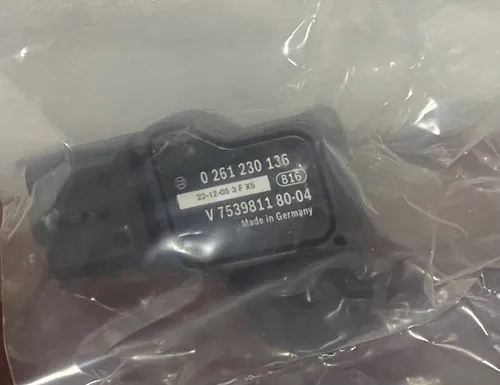 0 261 230 136
22-12-05 3 F X5
816
V 7539811 80-04
Made in Germany